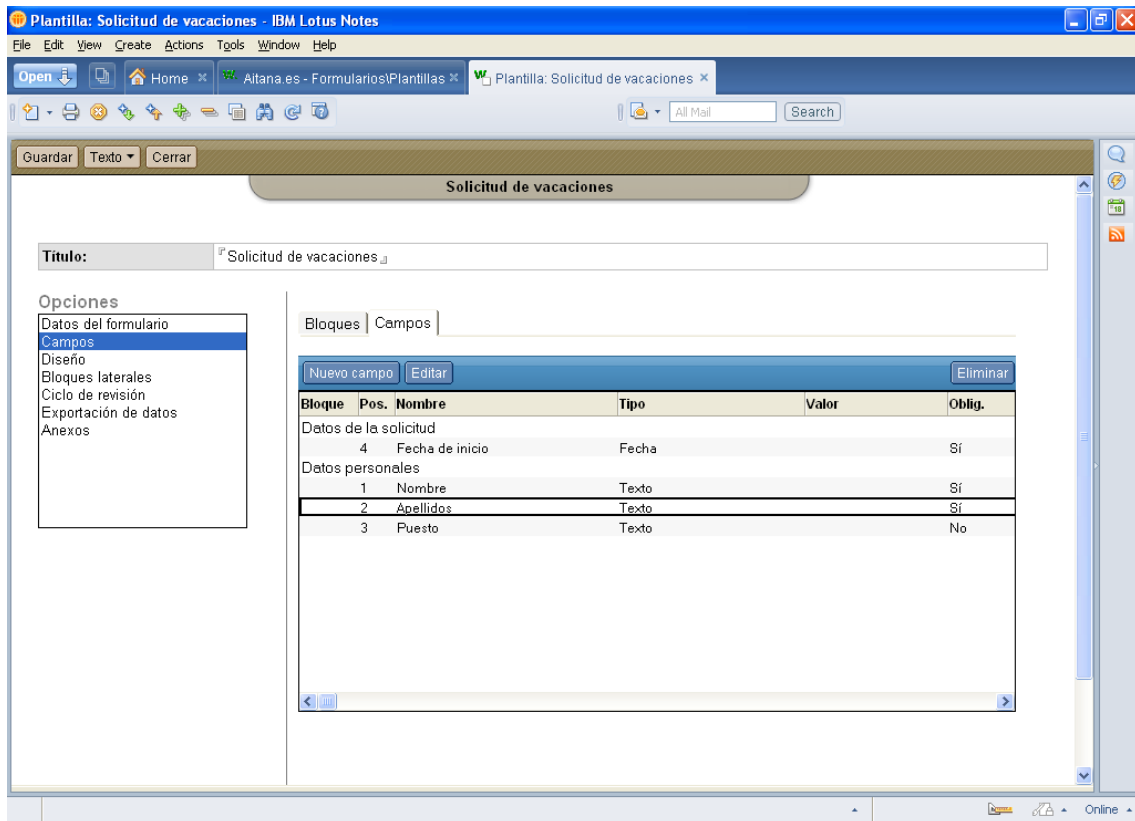 Plantilla: Solicitud de vacaciones - IBM Lotus Notes
File Edit View Create Actions Tools Window Help
Open Home Aitana.es - Formularios\Plantillas Plantilla: Solicitud de vacaciones
All Mail Search
Guardar Texto Cerrar
Solicitud de vacaciones
Título: Solicitud de vacaciones
Opciones
Datos del formulario
Campos
Diseño
Bloques laterales
Ciclo de revisión
Exportación de datos
Anexos
Bloques Campos
Nuevo campo Editar Eliminar
Bloque Pos. Nombre Tipo Valor Oblig.
Datos de la solicitud
4 Fecha de inicio Fecha Sí
Datos personales
1 Nombre Texto Sí
2 Apellidos Texto Sí
3 Puesto Texto No
Online